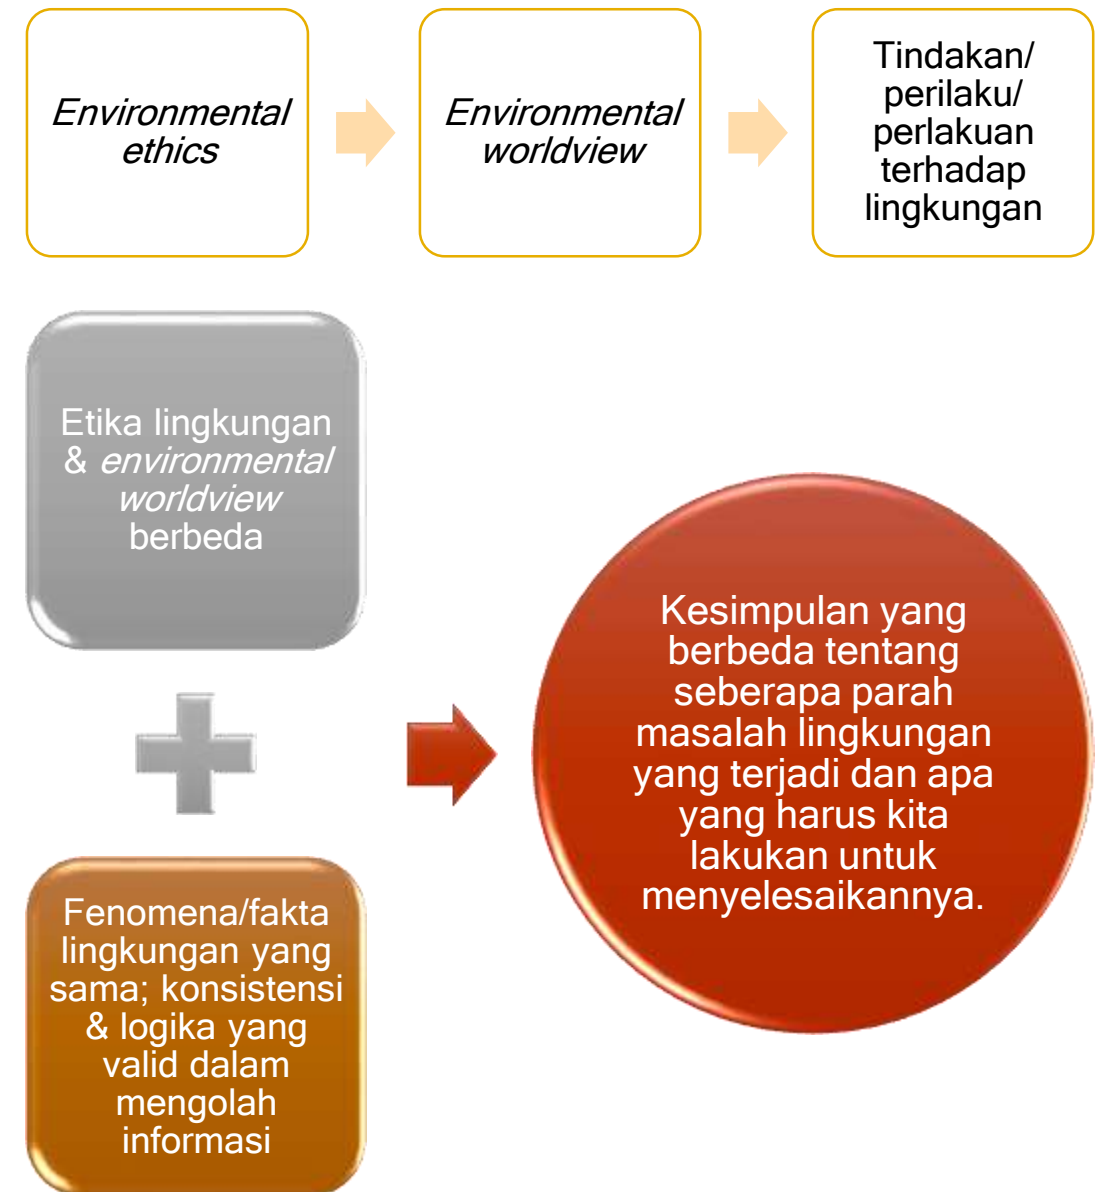 Environmental
ethics
Environmental
worldview
Tindakan/
perilaku/
perlakuan
terhadap
lingkungan
Etika lingkungan
& environmental
worldview
berbeda
Fenomena/fakta
lingkungan yang
sama; konsistensi
& logika yang
valid dalam
mengolah
informasi
Kesimpulan yang
berbeda tentang
seberapa parah
masalah lingkungan
yang terjadi dan apa
yang harus kita
lakukan untuk
menyelesaikannya.